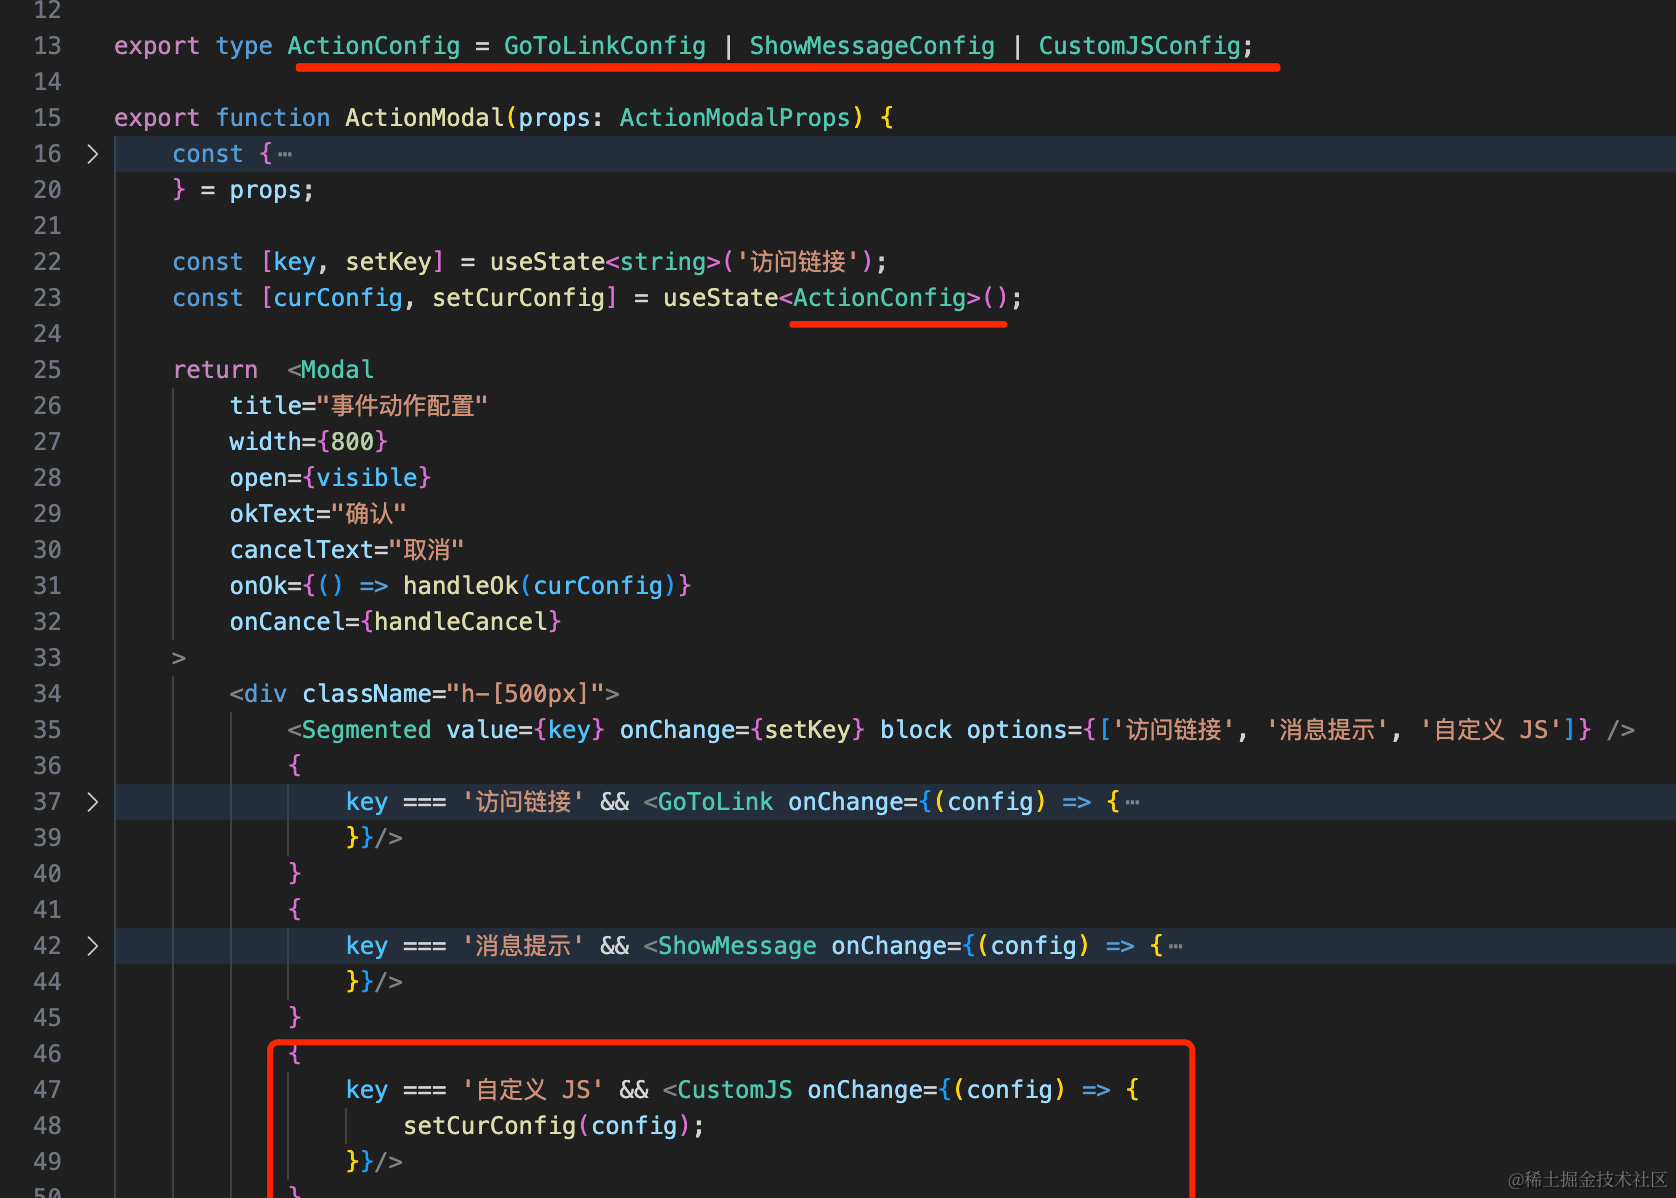 12
13 export type ActionConfig = GoToLinkConfig | ShowMessageConfig | CustomJSConfig;
14
15 export function ActionModal(props: ActionModalProps) {
16 const {⋯
20 } = props;
21
22 const [key, setKey] = useState<string>('访问链接');
23 const [curConfig, setCurConfig] = useState<ActionConfig>();
24
25 return  <Modal
26 title="事件动作配置"
27 width={800}
28 open={visible}
29 okText="确认"
30 cancelText="取消"
31 onOk={() => handleOk(curConfig)}
32 onCancel={handleCancel}
33 >
34 <div className="h-[500px]">
35 <Segmented value={key} onChange={setKey} block options={['访问链接', '消息提示', '自定义 JS']} />
36 {
37 key === '访问链接' && <GoToLink onChange={(config) => {⋯
39 }}/>
40 }
41 {
42 key === '消息提示' && <ShowMessage onChange={(config) => {⋯
44 }}/>
45 }
46 {
47 key === '自定义 JS' && <CustomJS onChange={(config) => {
48 setCurConfig(config);
49 }}/>
50 }
@稀土掘金技术社区